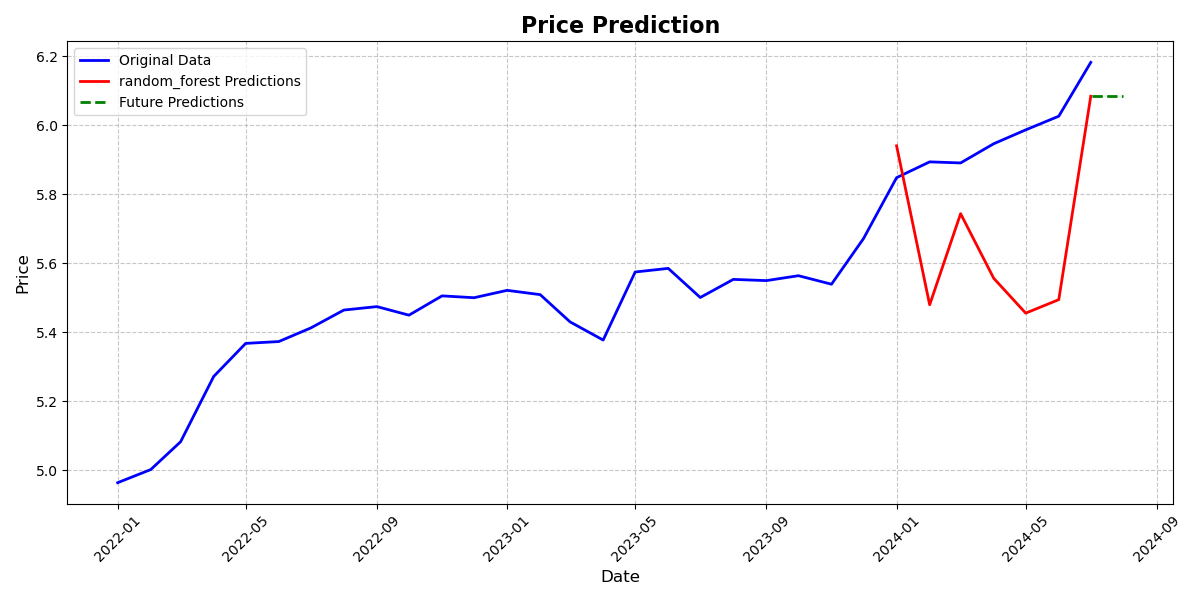 Price Prediction
Original Data
random_forest Predictions
Future Predictions
Price
6.2
6.0
5.8
5.6
5.4
5.2
5.0
2022-01
2022-05
2022-09
2023-01
2023-05
2023-09
2024-01
2024-05
2024-09
Date